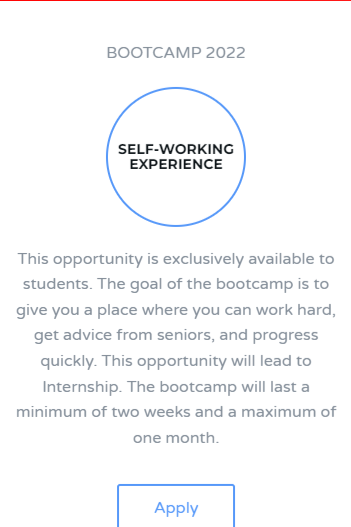 BOOTCAMP 2022
SELF-WORKING
EXPERIENCE
This opportunity is exclusively available to
students. The goal of the bootcamp is to
give you a place where you can work hard,
get advice from seniors, and progress
quickly. This opportunity will lead to
Internship. The bootcamp will last a
minimum of two weeks and a maximum of
one month.
Apply